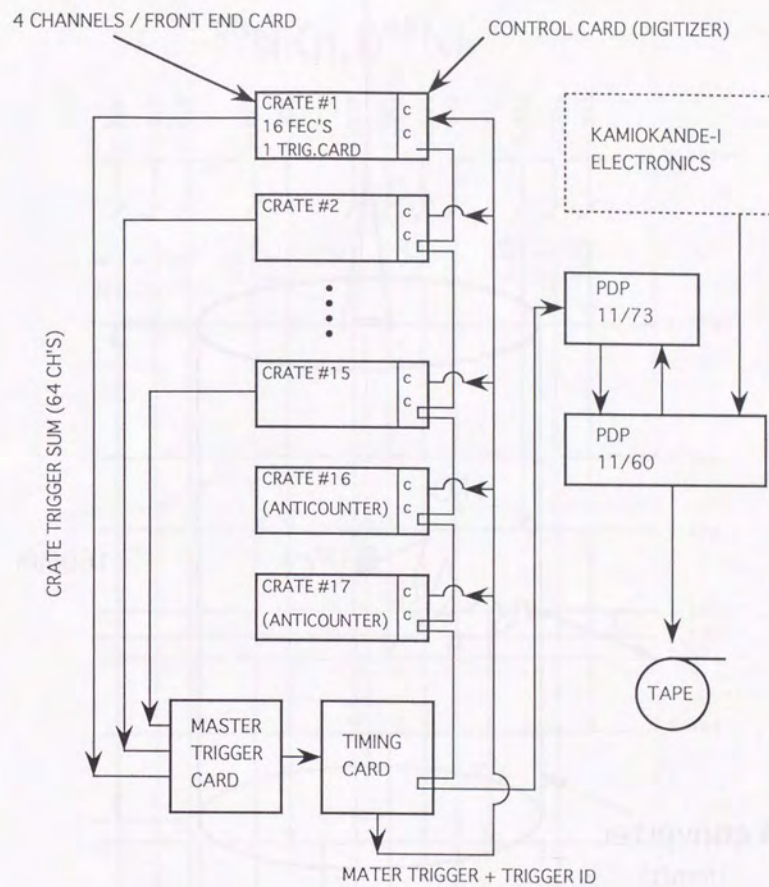 4 CHANNELS / FRONT END CARD
CONTROL CARD (DIGITIZER)
CRATE #1
16 FEC'S
1 TRIG.CARD
C
C
KAMIOKANDE-I
ELECTRONICS
CRATE #2
C
C
PDP
11/73
CRATE TRIGGER SUM (64 CH'S)
CRATE #15
C
C
PDP
11/60
CRATE #16
(ANTICOUNTER)
C
C
CRATE #17
(ANTICOUNTER)
C
C
TAPE
MASTER
TRIGGER
CARD
TIMING
CARD
MATER TRIGGER + TRIGGER ID